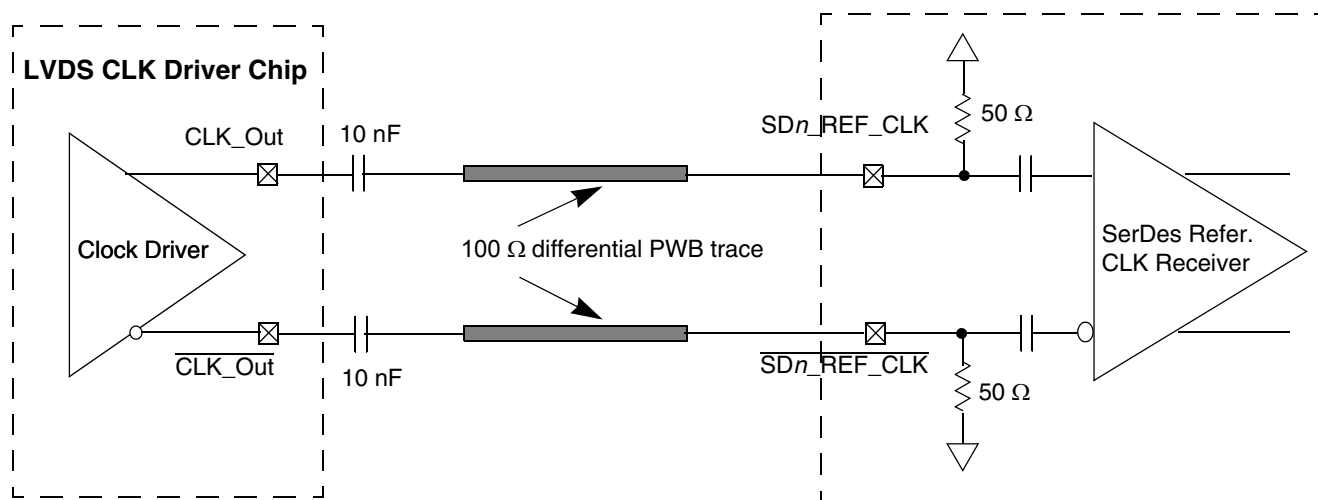 LVDS CLK Driver Chip
CLK_Out
10 nF
SDn_REF_CLK
50 Ω
Clock Driver
100 Ω differential PWB trace
SerDes Refer.
CLK Receiver
CLK_Out
10 nF
SDn_REF_CLK
50 Ω